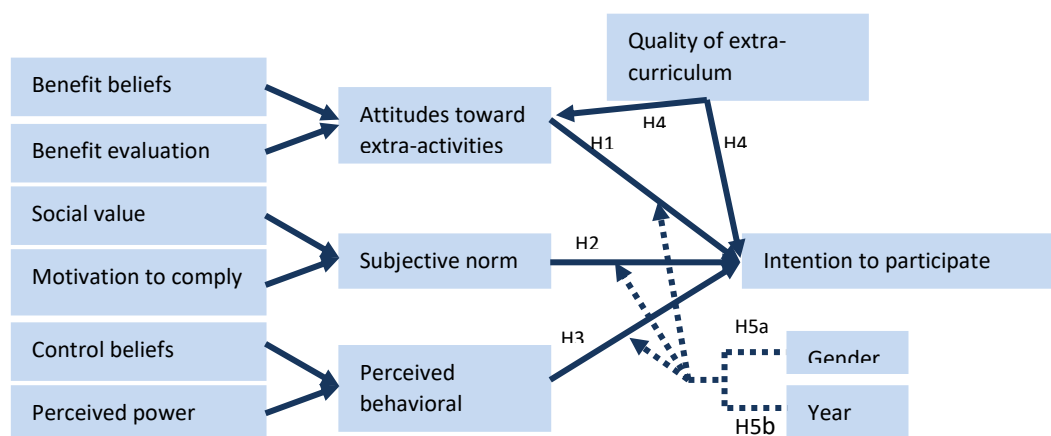 Quality of extra-
curriculum
Benefit beliefs
Attitudes toward
extra-activities
H4
H1
H4
Benefit evaluation
Social value
H2
Subjective norm
Intention to participate
Motivation to comply
H3
Control beliefs
H5a
Gender
Perceived
behavioral
Perceived power
Year
H5b